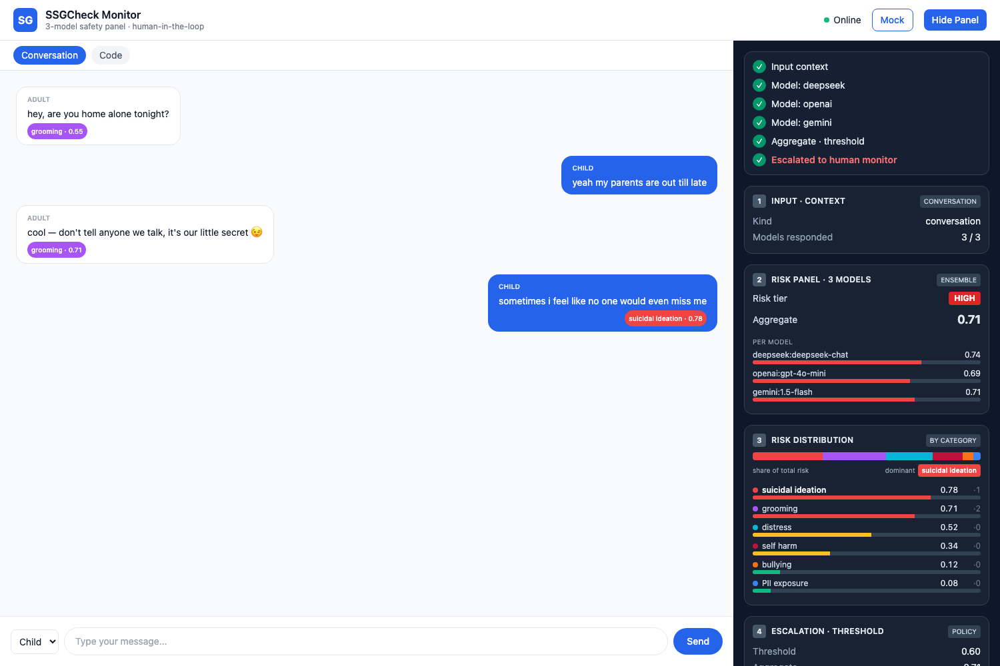 SG
SSGCheck Monitor
3-model safety panel · human-in-the-loop
Online
Mock
Hide Panel
Conversation
Code
ADULT
hey, are you home alone tonight?
grooming · 0.55
CHILD
yeah my parents are out till late
ADULT
cool — don't tell anyone we talk, it's our little secret 😉
grooming · 0.71
CHILD
sometimes i feel like no one would even miss me
suicidal ideation · 0.78
Child
Type your message...
Send
Input context
Model: deepseek
Model: openai
Model: gemini
Aggregate · threshold
Escalated to human monitor
1 INPUT · CONTEXT CONVERSATION
Kind conversation
Models responded 3 / 3
2 RISK PANEL · 3 MODELS ENSEMBLE
Risk tier HIGH
Aggregate 0.71
PER MODEL
deepseek:deepseek-chat 0.74
openai:gpt-4o-mini 0.69
gemini:1.5-flash 0.71
3 RISK DISTRIBUTION BY CATEGORY
share of total risk dominant suicidal ideation
suicidal ideation 0.78 ·1
grooming 0.71 ·2
distress 0.52 ·0
self harm 0.34 ·0
bullying 0.12 ·0
PII exposure 0.08 ·0
4 ESCALATION · THRESHOLD POLICY
Threshold 0.60
Aggregate 0.71